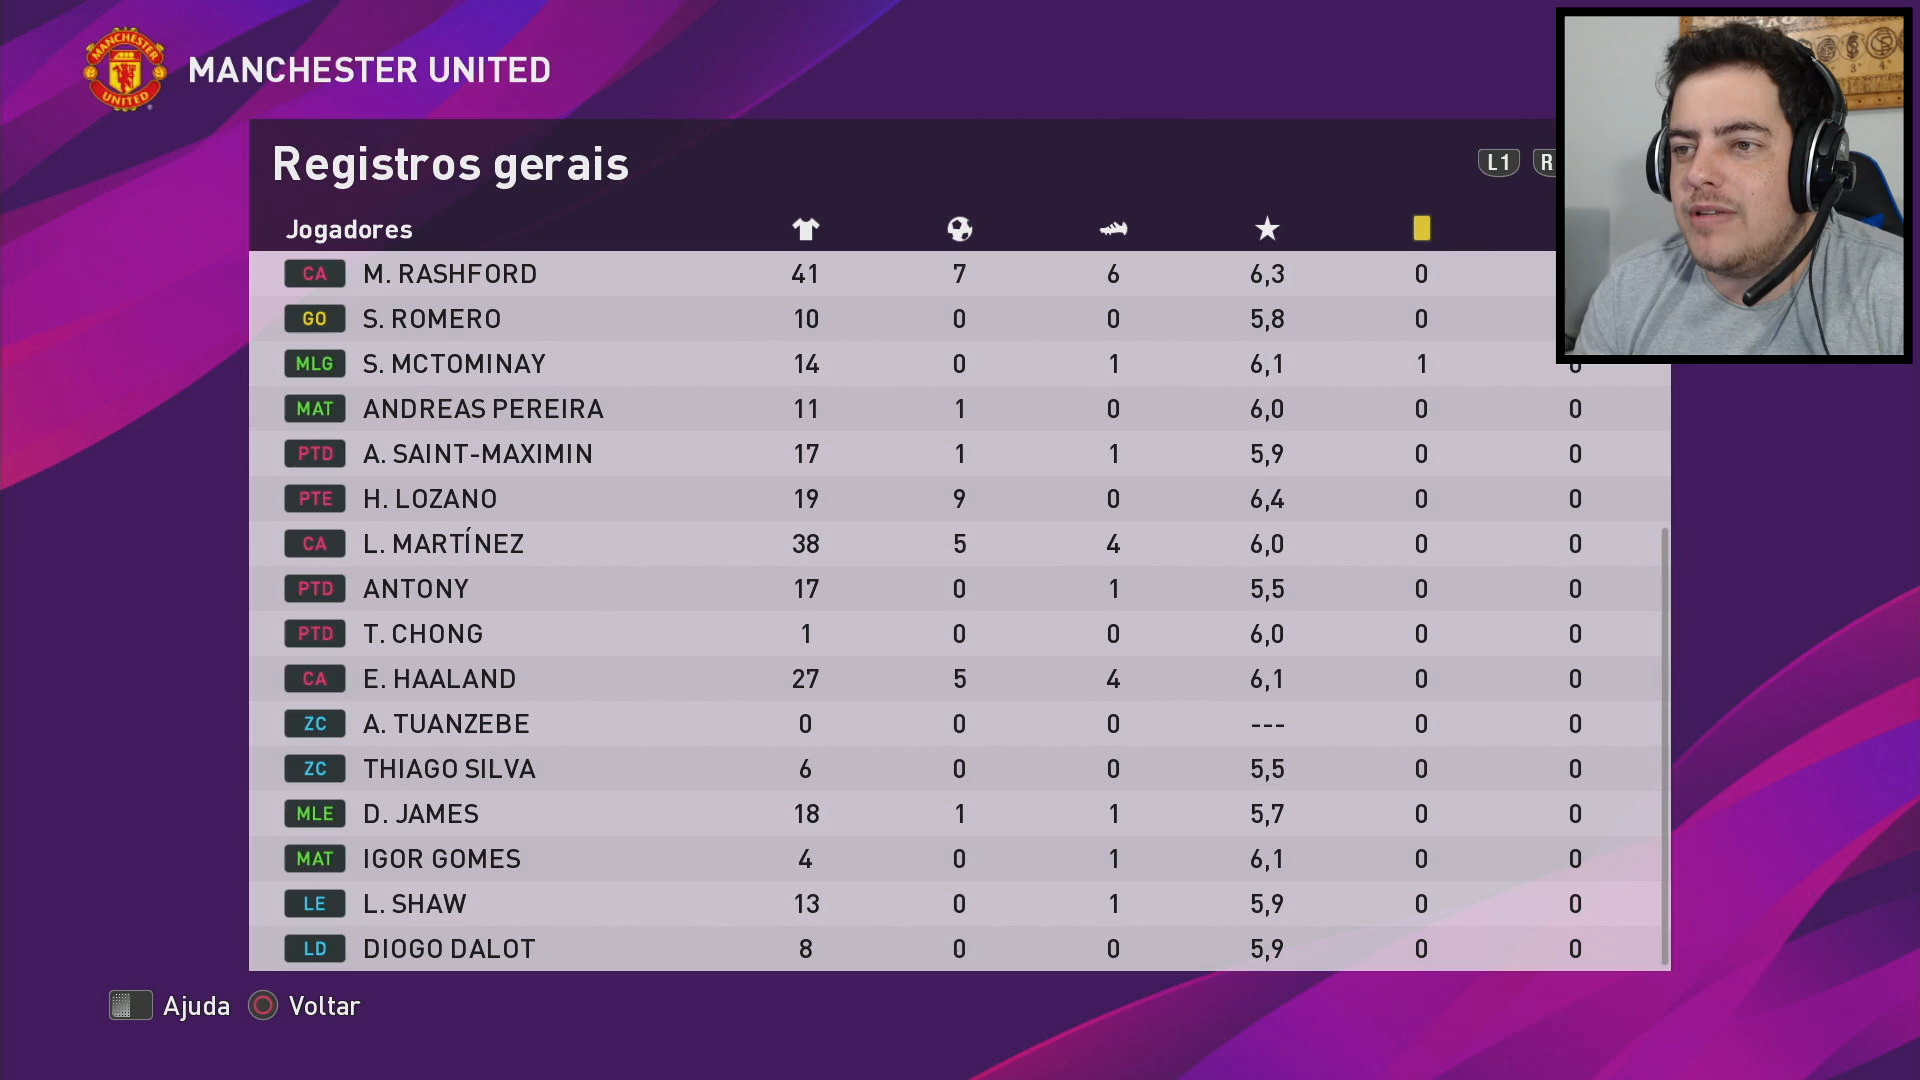 MANCHESTER UNITED
MANCHESTER UNITED
Registros gerais
L1 R
Jogadores
CA M. RASHFORD 41 7 6 6,3 0
GO S. ROMERO 10 0 0 5,8 0
MLG S. MCTOMINAY 14 0 1 6,1 1 0
MAT ANDREAS PEREIRA 11 1 0 6,0 0 0
PTD A. SAINT-MAXIMIN 17 1 1 5,9 0 0
PTE H. LOZANO 19 9 0 6,4 0 0
CA L. MARTÍNEZ 38 5 4 6,0 0 0
PTD ANTONY 17 0 1 5,5 0 0
PTD T. CHONG 1 0 0 6,0 0 0
CA E. HAALAND 27 5 4 6,1 0 0
ZC A. TUANZEBE 0 0 0 --- 0 0
ZC THIAGO SILVA 6 0 0 5,5 0 0
MLE D. JAMES 18 1 1 5,7 0 0
MAT IGOR GOMES 4 0 1 6,1 0 0
LE L. SHAW 13 0 1 5,9 0 0
LD DIOGO DALOT 8 0 0 5,9 0 0
Ajuda Voltar